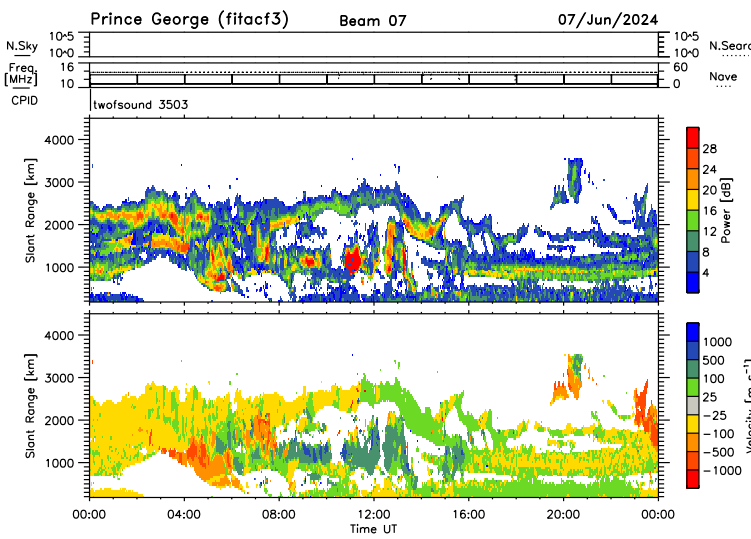 Prince George (fitacf3) Beam 07 07/Jun/2024
N.Sky 10^5 10^0 10^5 10^0 N.Sear
Freq. [MHz] 16 10 60 0 Nave
CPID twofsound 3503
Slant Range [km] 4000 3000 2000 1000
28 24 20 16 12 8 4 Power [dB]
Slant Range [km] 4000 3000 2000 1000
1000 500 100 25 -25 -100 -500 -1000 Velocity [m s^-1]
00:00 04:00 08:00 12:00 16:00 20:00 00:00
Time UT